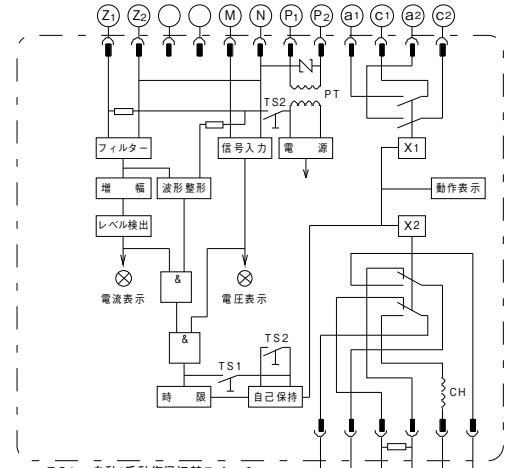 Z1 Z2 M N P1 P2 a1 c1 a2 c2
PT
TS2
フィルター 信号入力 電源 X1
増幅 波形整形 動作表示
レベル検出 X2
&
電流表示 電圧表示
&
TS2
TS1
時限 自己保持 CH